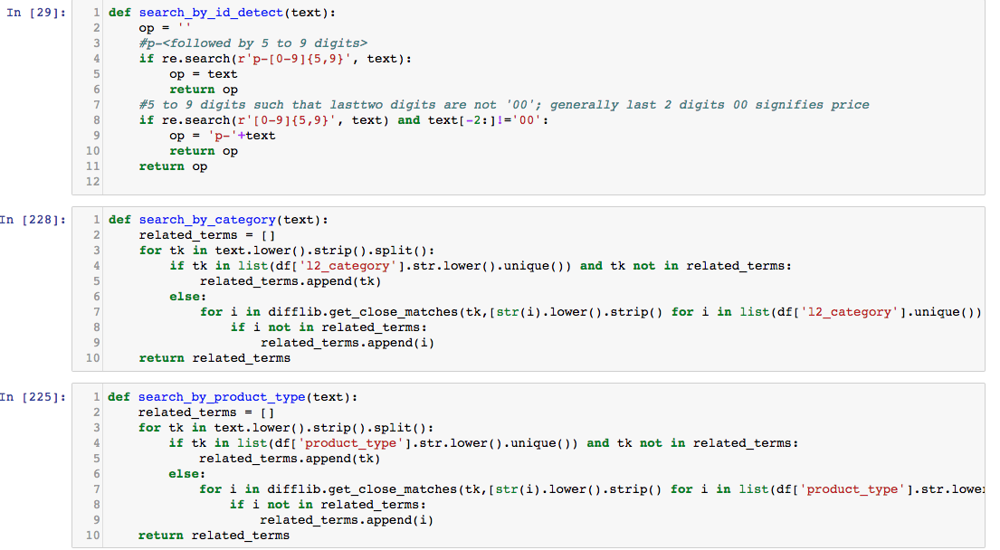 In [29]:
1 def search_by_id_detect(text):
2     op = ''
3     #p-<followed by 5 to 9 digits>
4     if re.search(r'p-[0-9]{5,9}', text):
5         op = text
6         return op
7     #5 to 9 digits such that lasttwo digits are not '00'; generally last 2 digits 00 signifies price
8     if re.search(r'[0-9]{5,9}', text) and text[-2:]!='00':
9         op = 'p-'+text
10         return op
11     return op
12
In [228]:
1 def search_by_category(text):
2     related_terms = []
3     for tk in text.lower().strip().split():
4         if tk in list(df['l2_category'].str.lower().unique()) and tk not in related_terms:
5             related_terms.append(tk)
6         else:
7             for i in difflib.get_close_matches(tk,[str(i).lower().strip() for i in list(df['l2_category'].unique())
8                 if i not in related_terms:
9                     related_terms.append(i)
10     return related_terms
In [225]:
1 def search_by_product_type(text):
2     related_terms = []
3     for tk in text.lower().strip().split():
4         if tk in list(df['product_type'].str.lower().unique()) and tk not in related_terms:
5             related_terms.append(tk)
6         else:
7             for i in difflib.get_close_matches(tk,[str(i).lower().strip() for i in list(df['product_type'].str.lowe
8                 if i not in related_terms:
9                     related_terms.append(i)
10     return related_terms